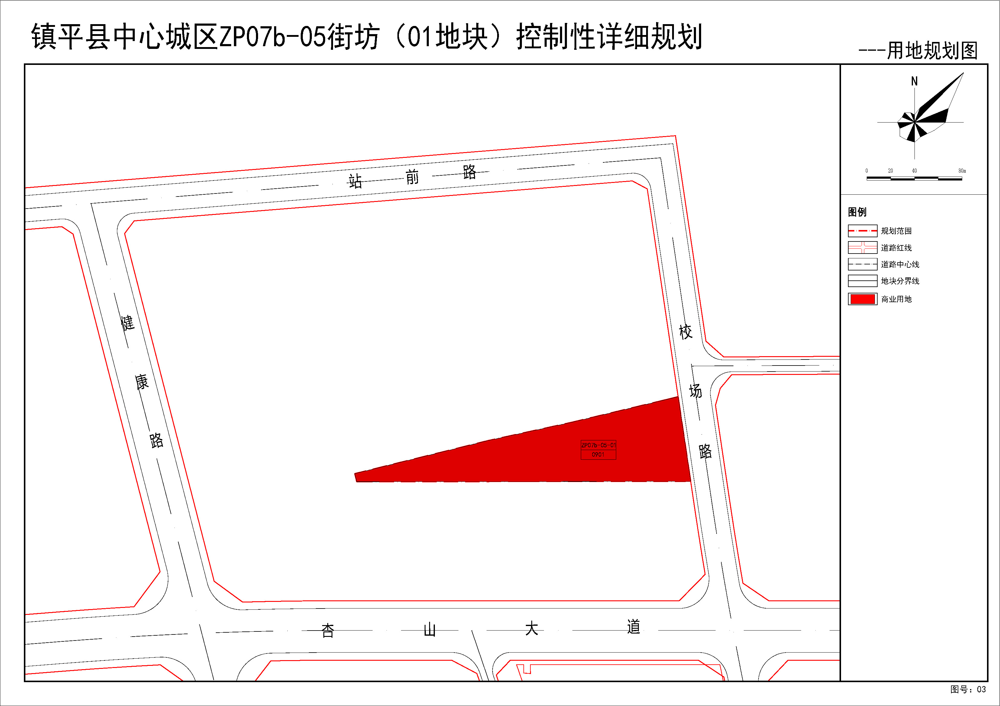 镇平县中心城区ZP07b-05街坊（01地块）控制性详细规划
---用地规划图
N
0 20 40 80m
图例
规划范围
道路红线
道路中心线
地块分界线
商业用地
站前路
健康路
校场路
ZP07b-05-01
0901
杏山大道
图号：03